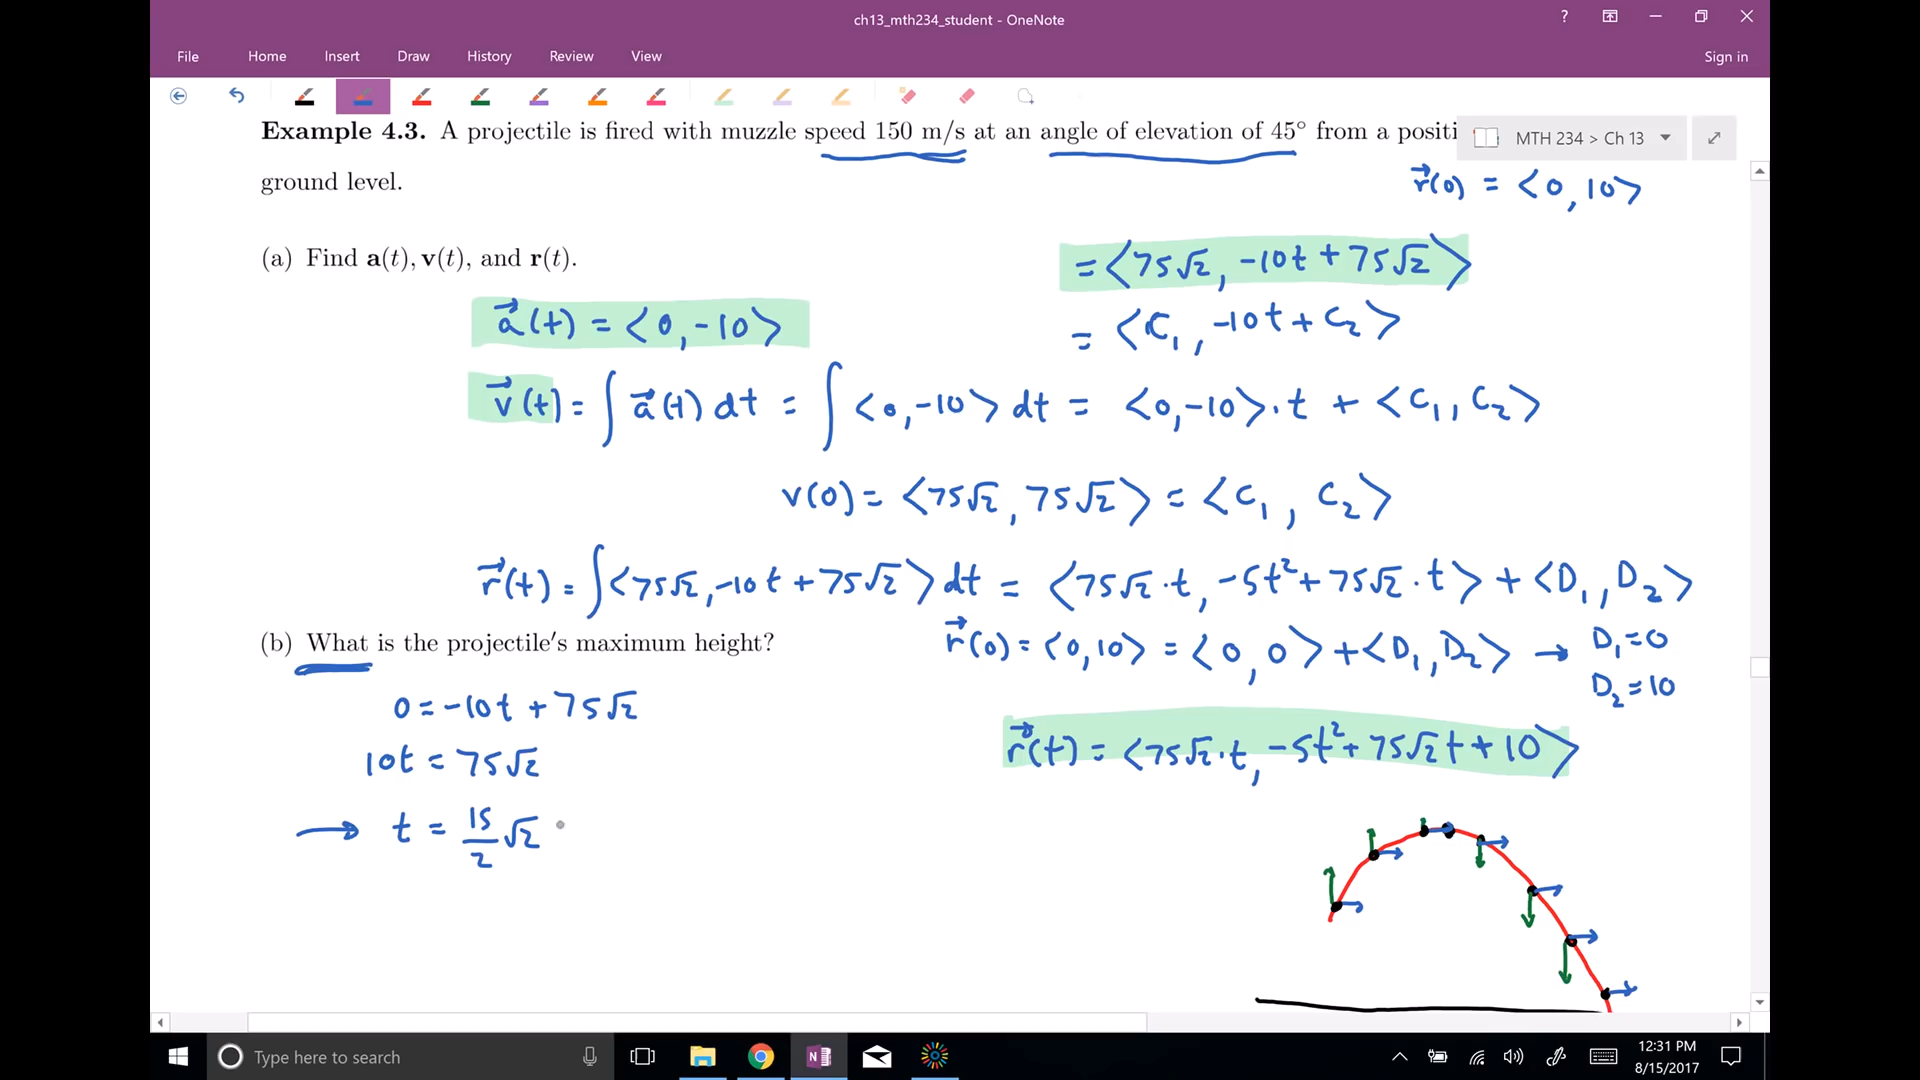 ch13_mth234_student - OneNote
?
File Home Insert Draw History Review View Sign in
MTH 234 > Ch 13
Example 4.3. A projectile is fired with muzzle speed 150 m/s at an angle of elevation of 45° from a positi
ground level.
r⃗(0) = <0, 10>
(a) Find a(t), v(t), and r(t).
= <75√2, -10t + 75√2>
a⃗(t) = <0, -10>
= <C₁, -10t + C₂>
v⃗(t) = ∫ a⃗(t) dt = ∫ <0, -10> dt = <0, -10>·t + <C₁, C₂>
v(0) = <75√2, 75√2> = <C₁, C₂>
r⃗(t) = ∫<75√2, -10t + 75√2> dt = <75√2·t, -5t² + 75√2·t> + <D₁, D₂>
(b) What is the projectile's maximum height?
r⃗(0) = <0, 10> = <0, 0> + <D₁, D₂> → D₁ = 0
D₂ = 10
0 = -10t + 75√2
10t = 75√2
r⃗(t) = <75√2·t, -5t² + 75√2t + 10>
→ t = 15/2 √2
Type here to search
12:31 PM
8/15/2017